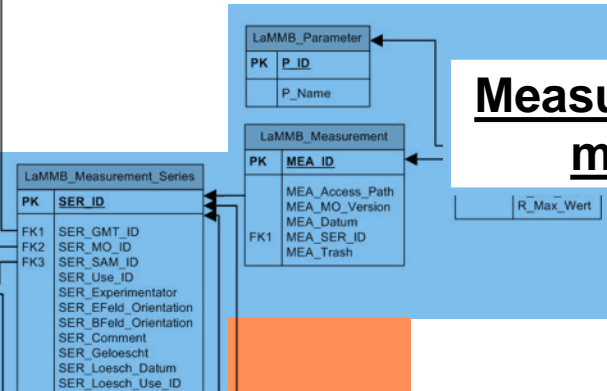 LaMMB_Parameter
PK P_ID
P_Name
LaMMB_Measurement
PK MEA_ID
MEA_Access_Path
MEA_MO_Version
MEA_Datum
FK1 MEA_SER_ID
MEA_Trash
Measu
m
R_Max_Wert
LaMMB_Measurement_Series
PK SER_ID
FK1 SER_GMT_ID
FK2 SER_MO_ID
FK3 SER_SAM_ID
SER_Use_ID
SER_Experimentator
SER_EFeld_Orientation
SER_BFeld_Orientation
SER_Comment
SER_Geloescht
SER_Loesch_Datum
SER_Loesch_Use_ID